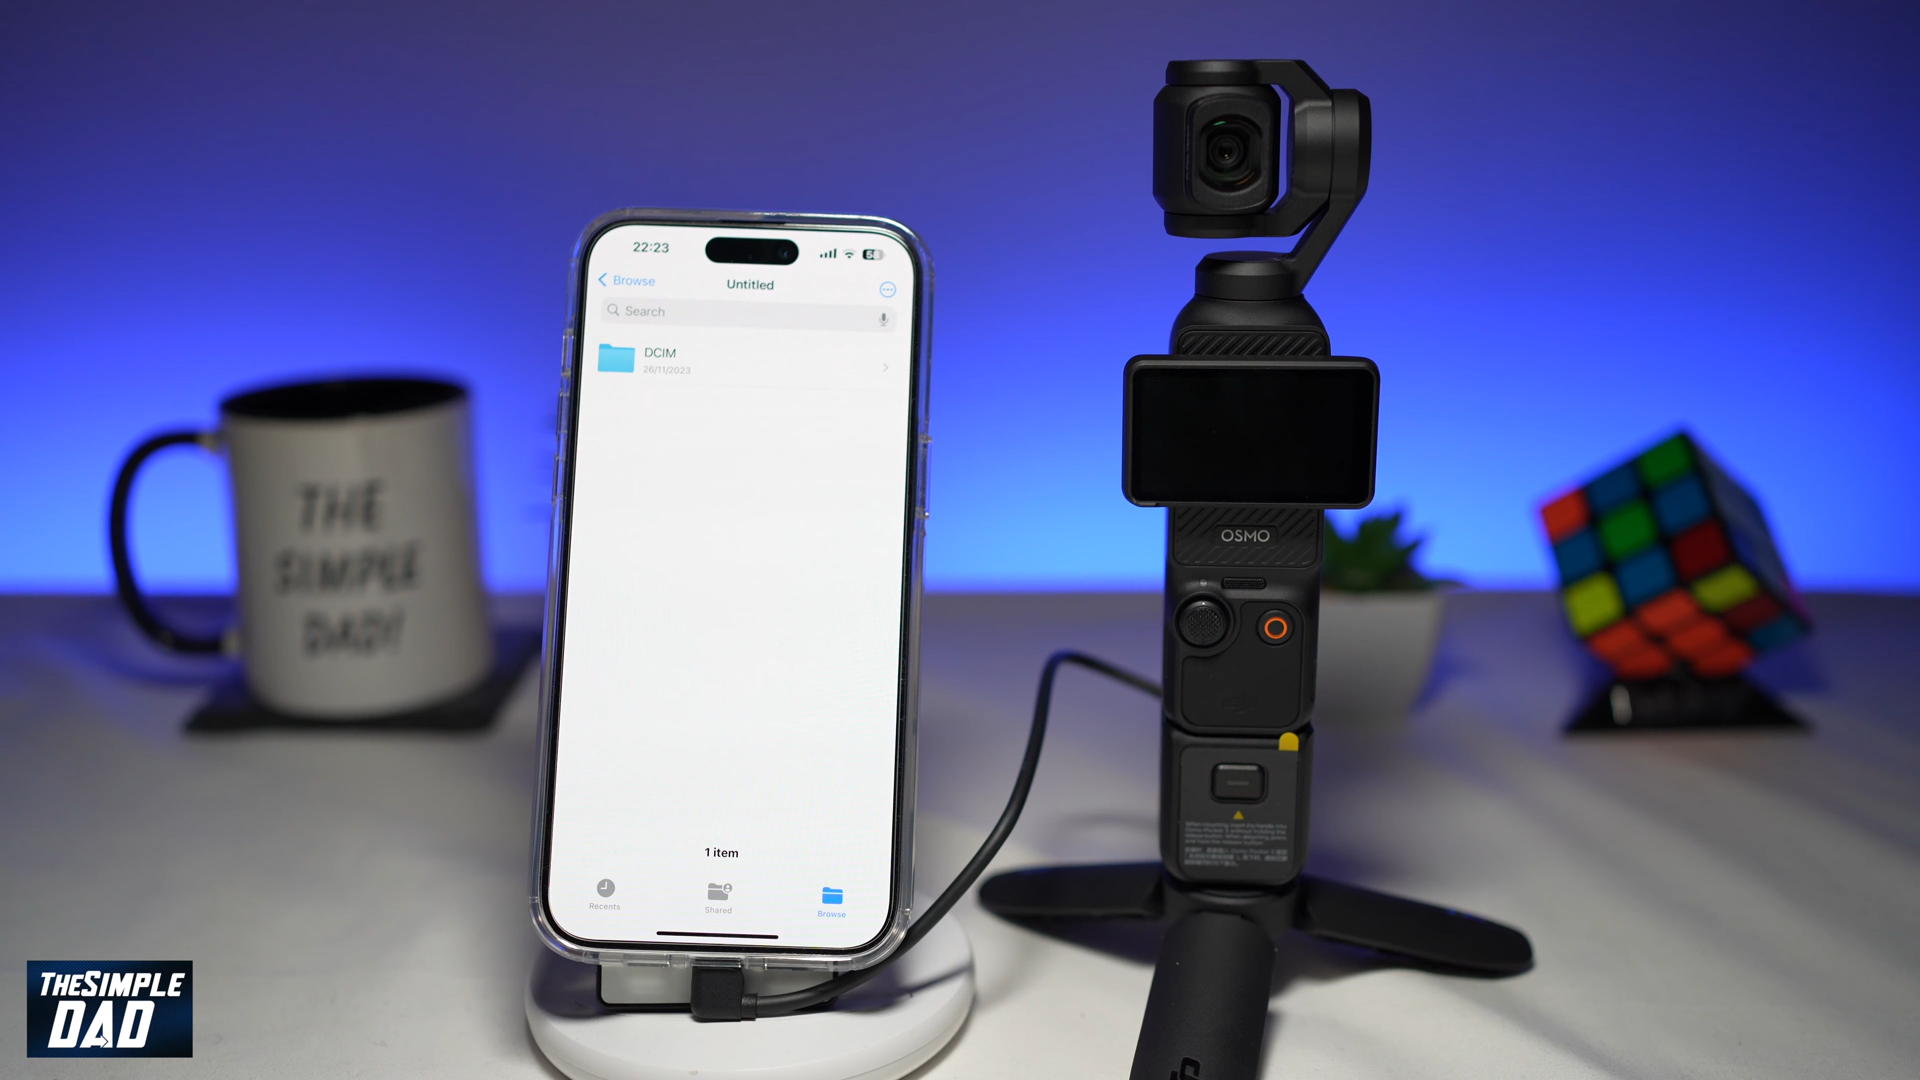 22:23
58
Browse
Untitled
Search
DCIM
26/11/2023
1 item
Recents
Shared
Browse
THE
SIMPLE
DAD!
OSMO
THESIMPLE
DAD